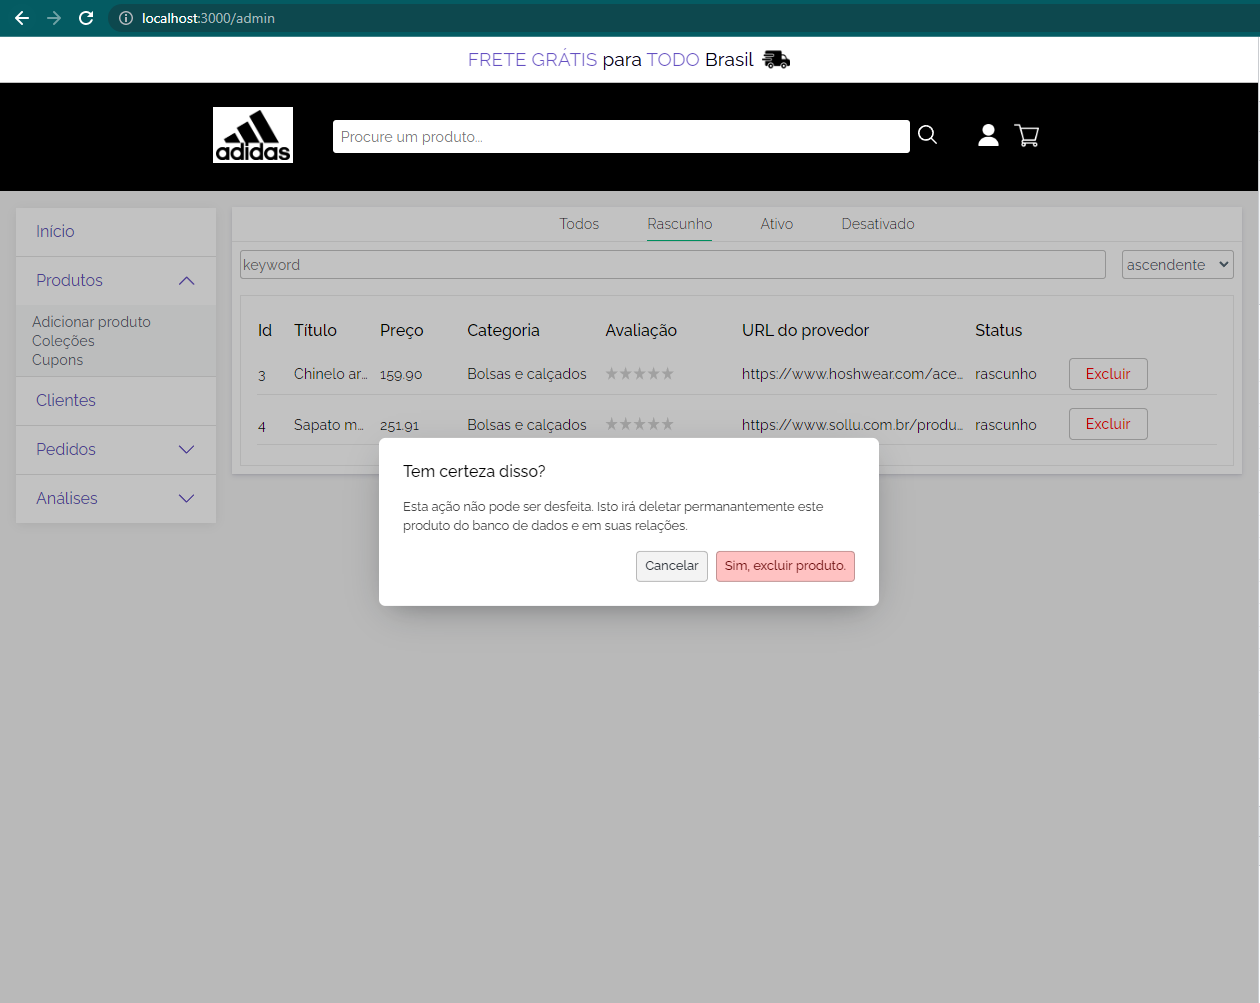 localhost:3000/admin
FRETE GRÁTIS para TODO Brasil
adidas
Procure um produto...
Início
Produtos
Adicionar produto
Coleções
Cupons
Clientes
Pedidos
Análises
Todos Rascunho Ativo Desativado
keyword ascendente
Id Título Preço Categoria Avaliação URL do provedor Status
3 Chinelo ar... 159.90 Bolsas e calçados ★★★★★ https://www.hoshwear.com/ace... rascunho Excluir
4 Sapato m... 251.91 Bolsas e calçados ★★★★★ https://www.sollu.com.br/produ... rascunho Excluir
Tem certeza disso?
Esta ação não pode ser desfeita. Isto irá deletar permanantemente este
produto do banco de dados e em suas relações.
Cancelar Sim, excluir produto.